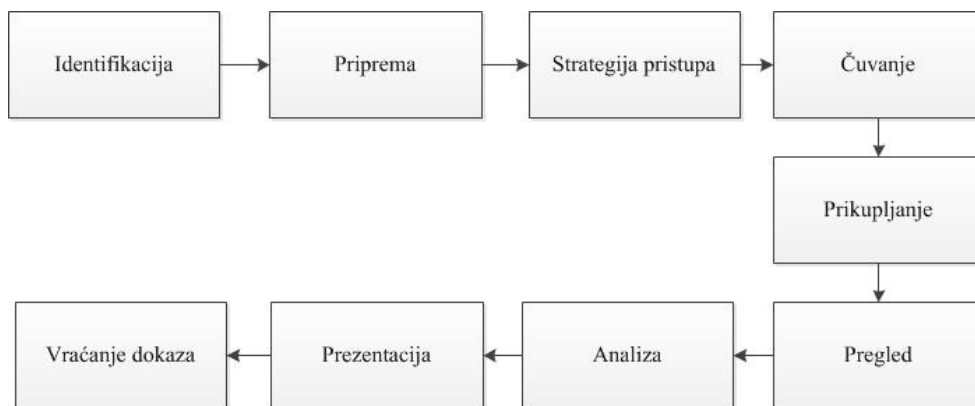 Identifikacija
Priprema
Strategija pristupa
Čuvanje
Prikupljanje
Pregled
Analiza
Prezentacija
Vraćanje dokaza